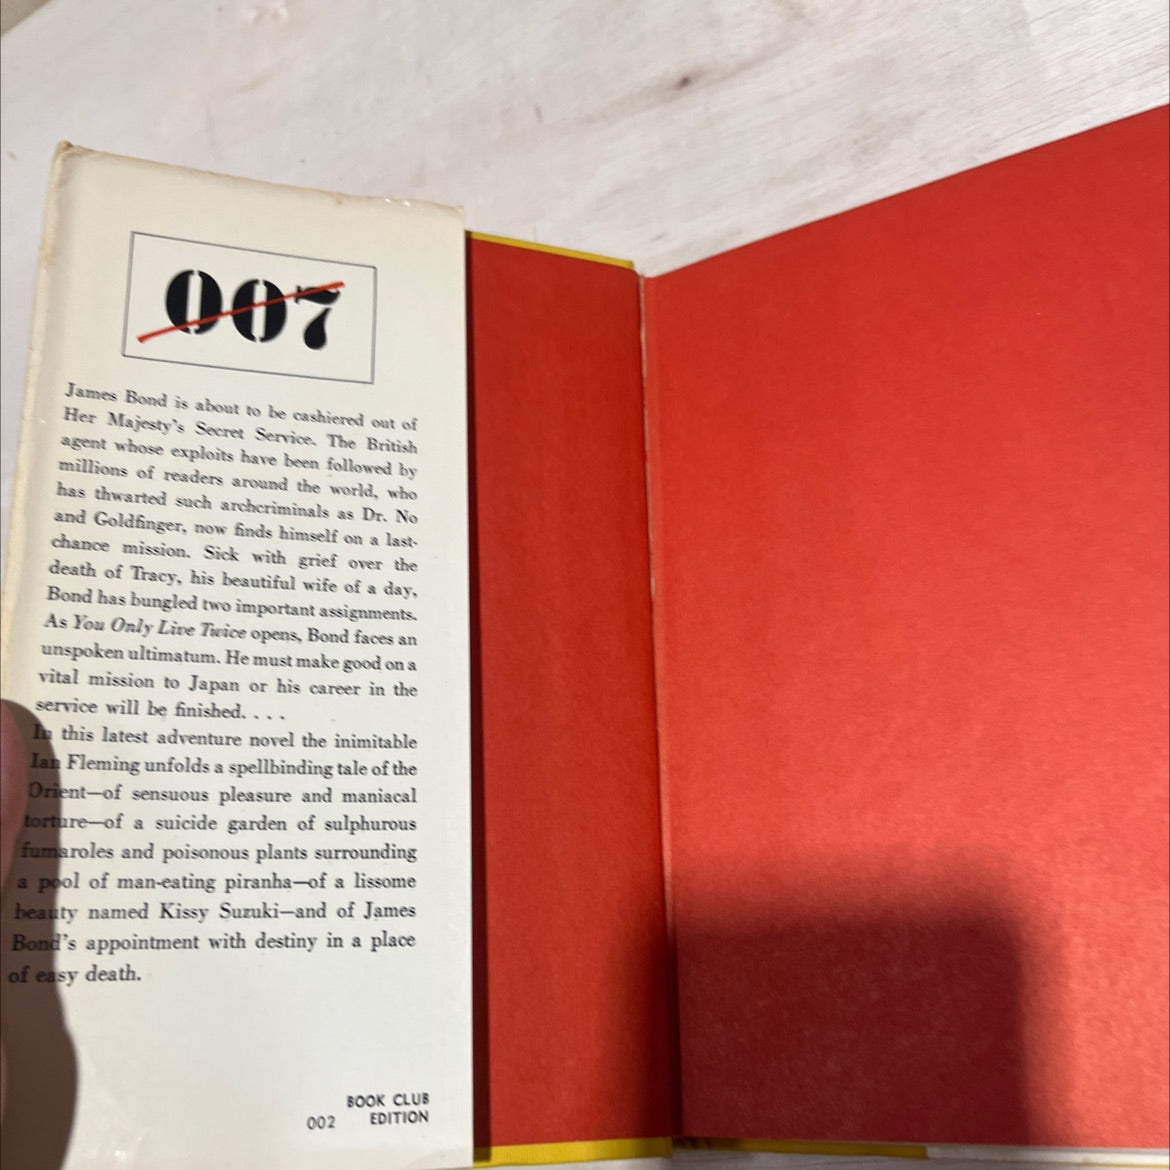 007
James Bond is about to be cashiered out of
Her Majesty's Secret Service. The British
agent whose exploits have been followed by
millions of readers around the world, who
has thwarted such archcriminals as Dr. No
and Goldfinger, now finds himself on a last-
chance mission. Sick with grief over the
death of Tracy, his beautiful wife of a day,
Bond has bungled two important assignments.
As You Only Live Twice opens, Bond faces an
unspoken ultimatum. He must make good on a
vital mission to Japan or his career in the
service will be finished. . . .
In this latest adventure novel the inimitable
Ian Fleming unfolds a spellbinding tale of the
Orient—of sensuous pleasure and maniacal
torture—of a suicide garden of sulphurous
fumaroles and poisonous plants surrounding
a pool of man-eating piranha—of a lissome
beauty named Kissy Suzuki—and of James
Bond's appointment with destiny in a place
of easy death.
BOOK CLUB
002 EDITION